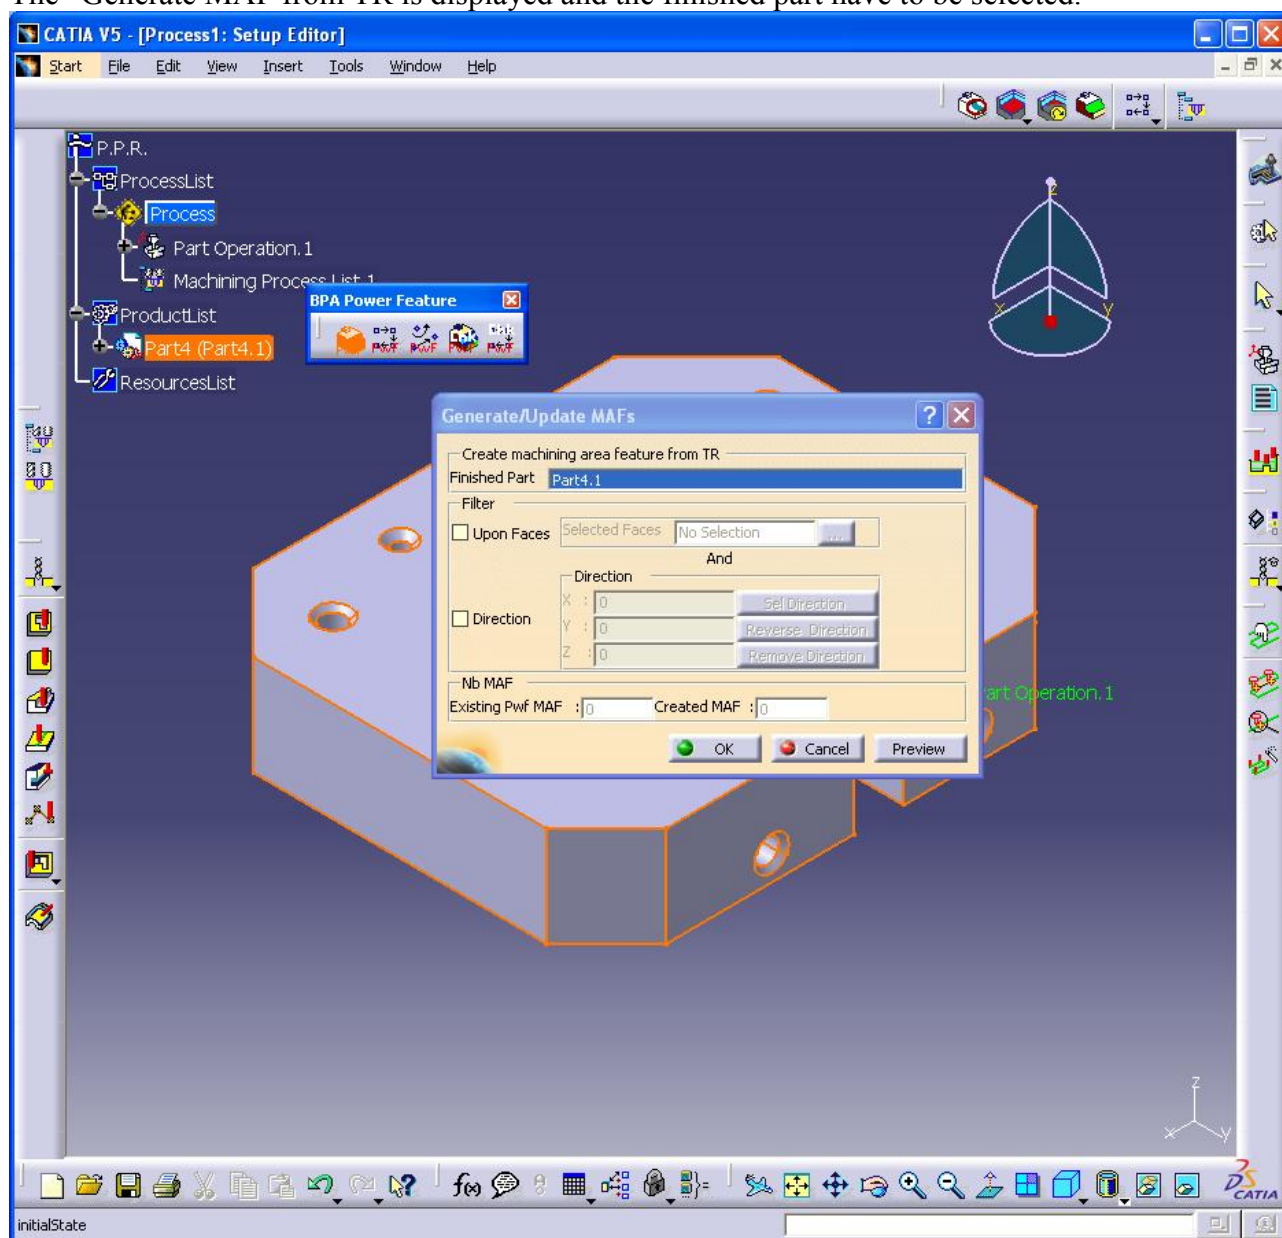 The "Generate MAF from TR is displayed and the finished part have to be selected.
CATIA V5 - [Process1: Setup Editor]
Start File Edit View Insert Tools Window Help
P.P.R.
ProcessList
Process
Part Operation.1
Machining Process List.1
BPA Power Feature
ProductList
Part4 (Part4.1)
ResourcesList
Generate/Update MAFs
Create machining area feature from TR
Finished Part Part4.1
Filter
Upon Faces Selected Faces No Selection ...
And
Direction
X : 0 Sel Direction
Direction Y : 0 Reverse Direction
Z : 0 Remove Direction
Nb MAF
Existing Pwf MAF : 0 Created MAF : 0
art Operation.1
OK Cancel Preview
z
x y
z
x y
f(x)
CATIA
initialState